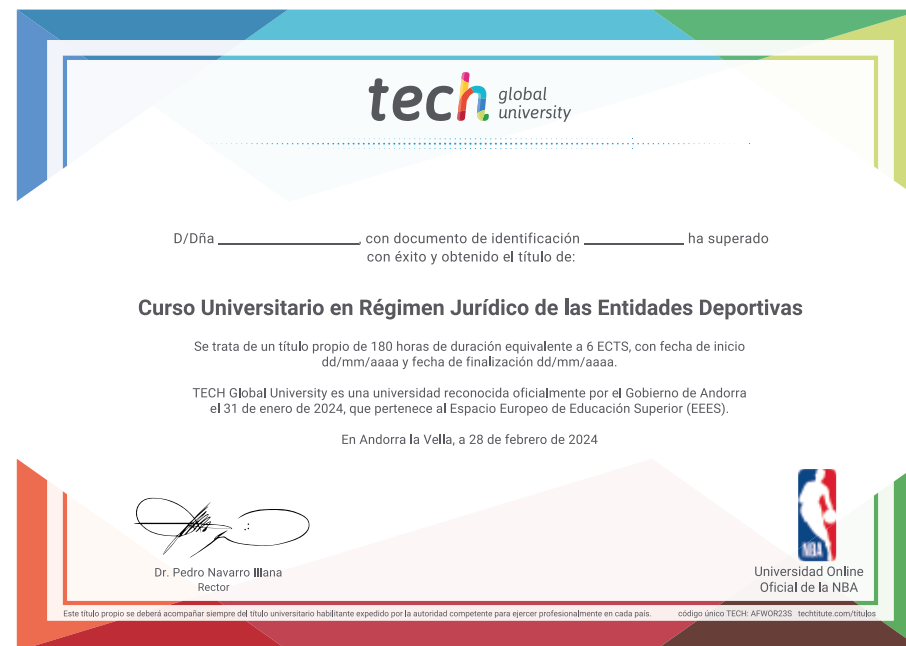 tech global university
D/Dña ____________________, con documento de identificación ______________ ha superado
con éxito y obtenido el título de:
Curso Universitario en Régimen Jurídico de las Entidades Deportivas
Se trata de un título propio de 180 horas de duración equivalente a 6 ECTS, con fecha de inicio
dd/mm/aaaa y fecha de finalización dd/mm/aaaa.
TECH Global University es una universidad reconocida oficialmente por el Gobierno de Andorra
el 31 de enero de 2024, que pertenece al Espacio Europeo de Educación Superior (EEES).
En Andorra la Vella, a 28 de febrero de 2024
NBA
Dr. Pedro Navarro Illana
Rector
Universidad Online
Oficial de la NBA
Este título propio se deberá acompañar siempre del título universitario habilitante expedido por la autoridad competente para ejercer profesionalmente en cada país. código único TECH: AFWOR23S techtitute.com/titulos